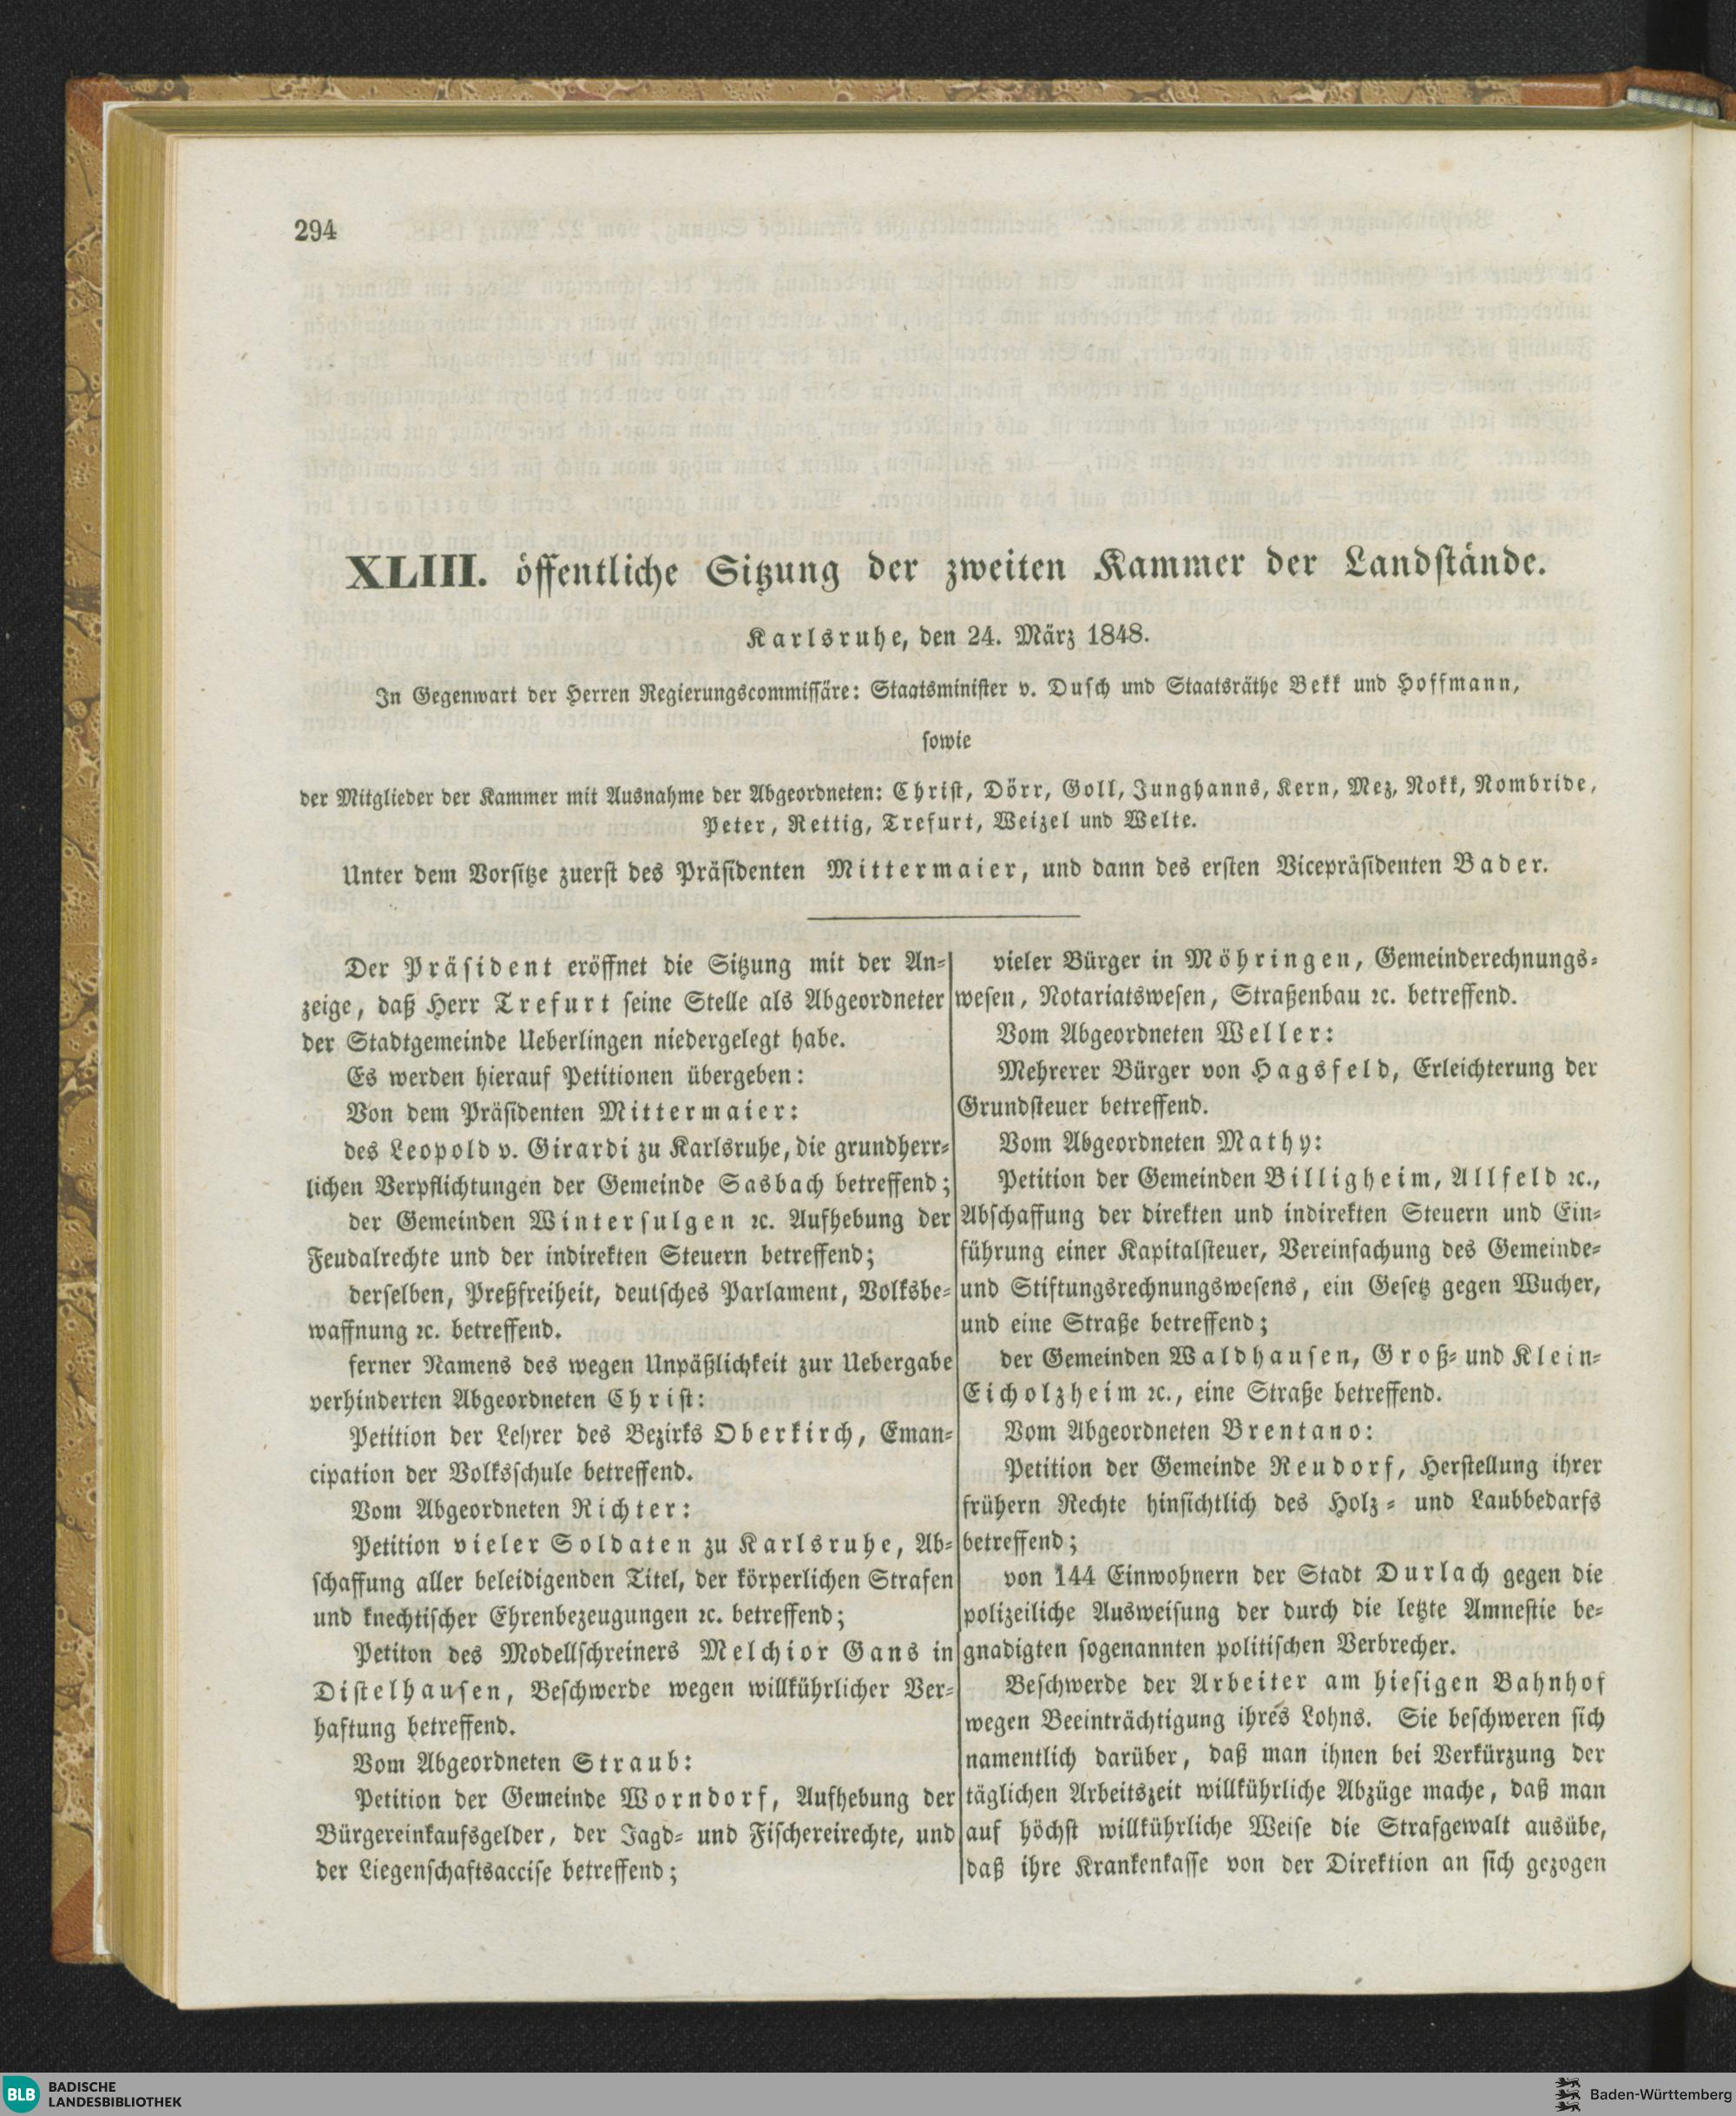 294
XLIII. öffentliche Sitzung der zweiten Kammer der Landstände.
Karlsruhe, den 24. März 1848.
In Gegenwart der Herren Regierungscommissäre: Staatsminister v. Dusch und Staatsräthe Bekk und Hoffmann,
sowie
der Mitglieder der Kammer mit Ausnahme der Abgeordneten: Christ, Dörr, Goll, Junghanns, Kern, Mez, Nokk, Nombride,
Peter, Rettig, Trefurt, Weizel und Welte.
Unter dem Vorsitze zuerst des Präsidenten Mittermaier, und dann des ersten Vicepräsidenten Bader.
Der Präsident eröffnet die Sitzung mit der An-
zeige, daß Herr Trefurt seine Stelle als Abgeordneter
der Stadtgemeinde Ueberlingen niedergelegt habe.
Es werden hierauf Petitionen übergeben:
Von dem Präsidenten Mittermaier:
des Leopold v. Girardi zu Karlsruhe, die grundherr-
lichen Verpflichtungen der Gemeinde Sasbach betreffend;
der Gemeinden Wintersulgen ꝛc. Aufhebung der
Feudalrechte und der indirekten Steuern betreffend;
derselben, Preßfreiheit, deutsches Parlament, Volksbe-
waffnung ꝛc. betreffend.
ferner Namens des wegen Unpäßlichkeit zur Uebergabe
verhinderten Abgeordneten Christ:
Petition der Lehrer des Bezirks Oberkirch, Eman-
cipation der Volksschule betreffend.
Vom Abgeordneten Richter:
Petition vieler Soldaten zu Karlsruhe, Ab-
schaffung aller beleidigenden Titel, der körperlichen Strafen
und knechtischer Ehrenbezeugungen ꝛc. betreffend;
Petiton des Modellschreiners Melchior Gans in
Distelhausen, Beschwerde wegen willkührlicher Ver-
haftung betreffend.
Vom Abgeordneten Straub:
Petition der Gemeinde Worndorf, Aufhebung der
Bürgereinkaufsgelder, der Jagd- und Fischereirechte, und
der Liegenschaftsaccise betreffend;
vieler Bürger in Möhringen, Gemeinderechnungs-
wesen, Notariatswesen, Straßenbau ꝛc. betreffend.
Vom Abgeordneten Weller:
Mehrerer Bürger von Hagsfeld, Erleichterung der
Grundsteuer betreffend.
Vom Abgeordneten Mathy:
Petition der Gemeinden Billigheim, Allfeld ꝛc.,
Abschaffung der direkten und indirekten Steuern und Ein-
führung einer Kapitalsteuer, Vereinfachung des Gemeinde-
und Stiftungsrechnungswesens, ein Gesetz gegen Wucher,
und eine Straße betreffend;
der Gemeinden Waldhausen, Groß- und Klein-
Eicholzheim ꝛc., eine Straße betreffend.
Vom Abgeordneten Brentano:
Petition der Gemeinde Reudorf, Herstellung ihrer
frühern Rechte hinsichtlich des Holz- und Laubbedarfs
betreffend;
von 144 Einwohnern der Stadt Durlach gegen die
polizeiliche Ausweisung der durch die letzte Amnestie be-
gnadigten sogenannten politischen Verbrecher.
Beschwerde der Arbeiter am hiesigen Bahnhof
wegen Beeinträchtigung ihres Lohns. Sie beschweren sich
namentlich darüber, daß man ihnen bei Verkürzung der
täglichen Arbeitszeit willkührliche Abzüge mache, daß man
auf höchst willkührliche Weise die Strafgewalt ausübe,
daß ihre Krankenkasse von der Direktion an sich gezogen
BLB BADISCHE
LANDESBIBLIOTHEK
Baden-Württemberg